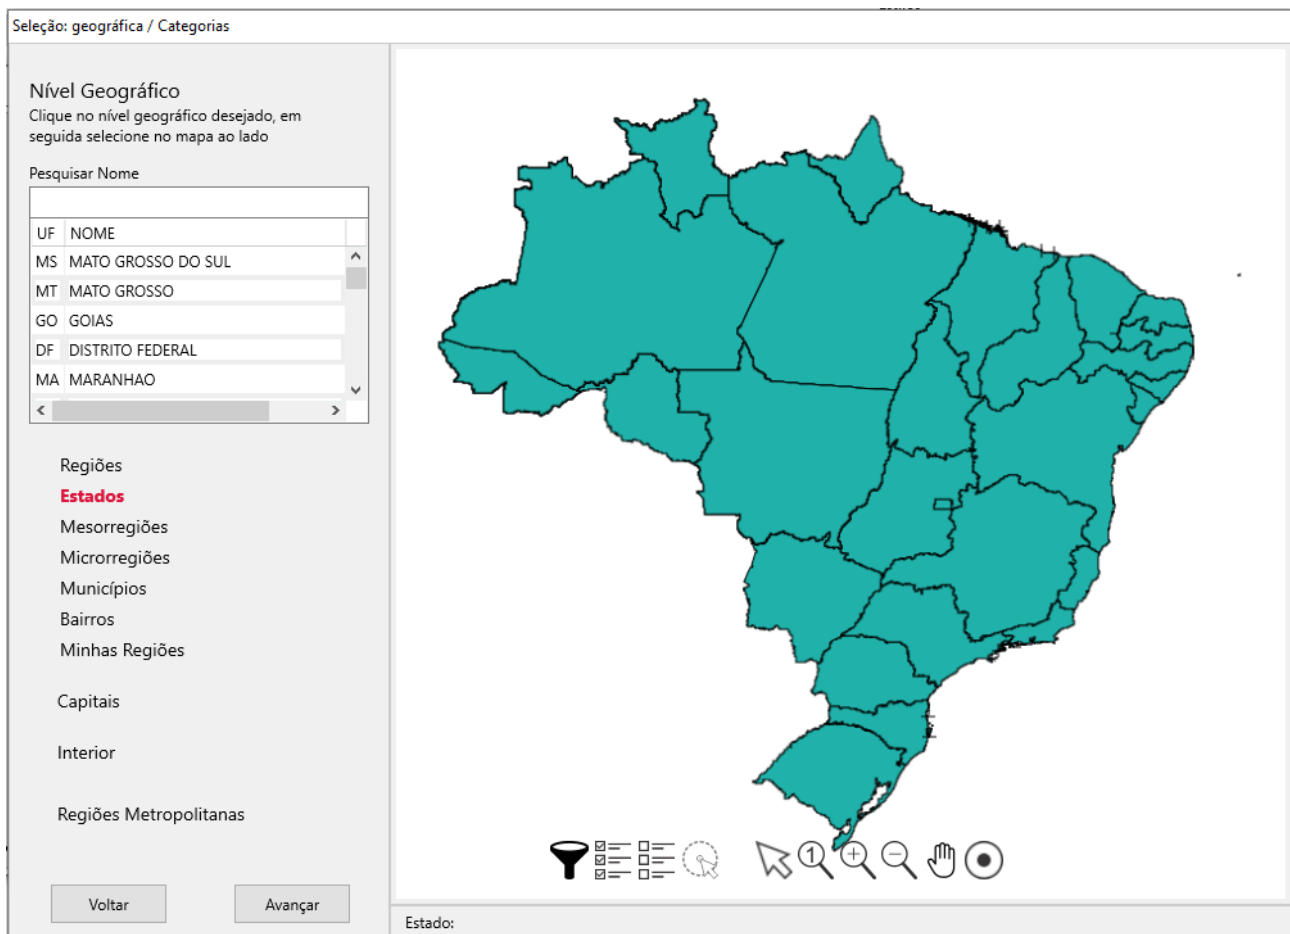 Seleção: geográfica / Categorias
Nível Geográfico
Clique no nível geográfico desejado, em
seguida selecione no mapa ao lado
Pesquisar Nome
UF NOME
MS MATO GROSSO DO SUL
MT MATO GROSSO
GO GOIAS
DF DISTRITO FEDERAL
MA MARANHAO
Regiões
Estados
Mesorregiões
Microrregiões
Municípios
Bairros
Minhas Regiões
Capitais
Interior
Regiões Metropolitanas
Voltar Avançar
1
Estado: